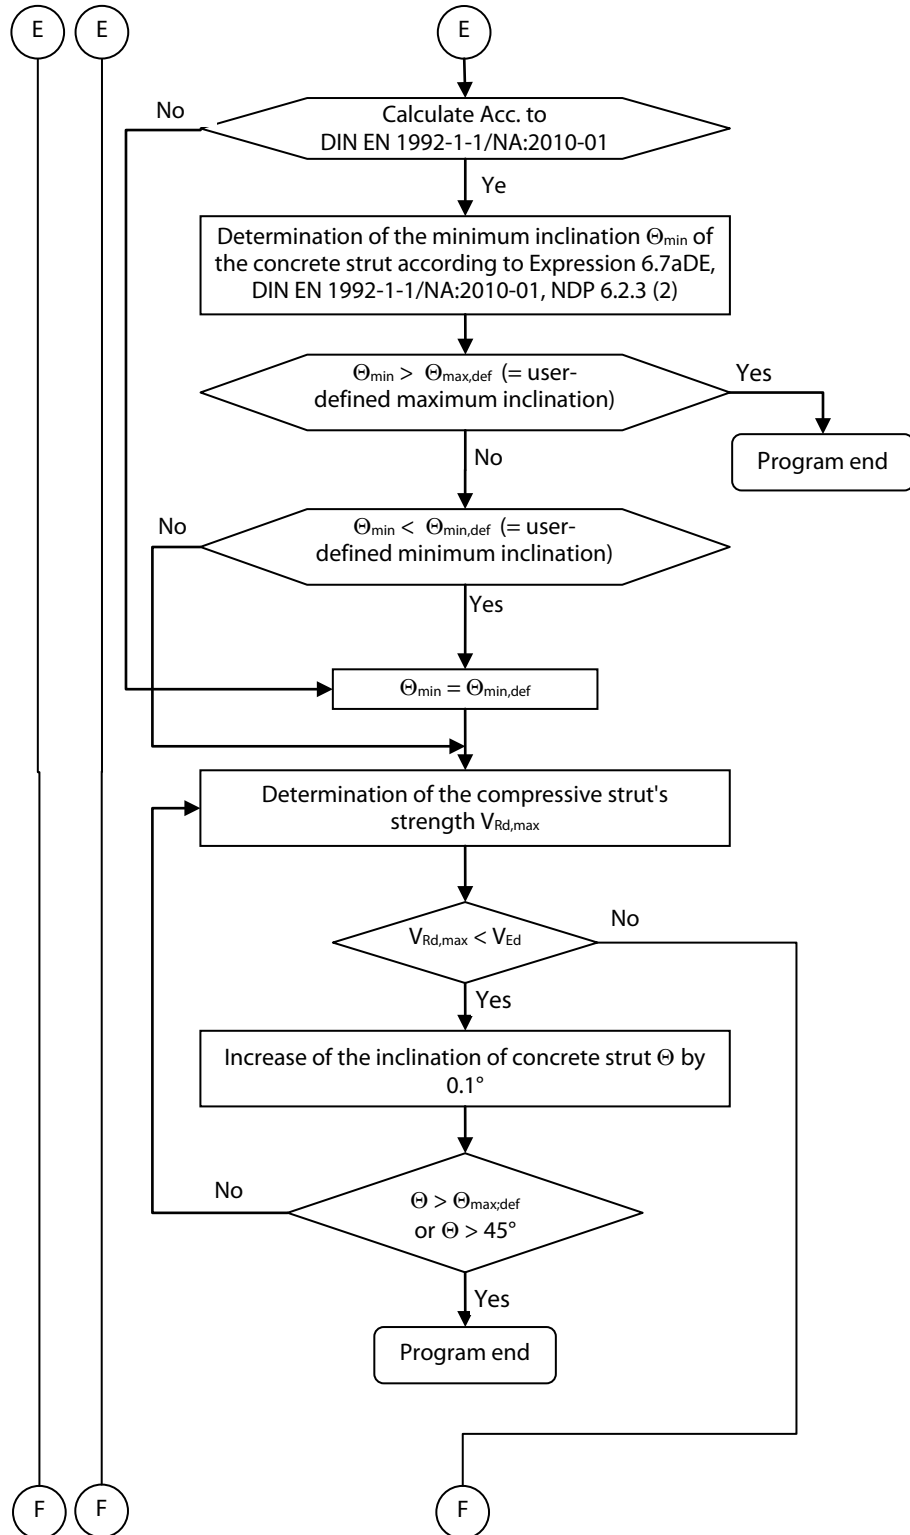 E
E
E
No
Calculate Acc. to
DIN EN 1992-1-1/NA:2010-01
Ye
Determination of the minimum inclination Θmin of
the concrete strut according to Expression 6.7aDE,
DIN EN 1992-1-1/NA:2010-01, NDP 6.2.3 (2)
Θmin > Θmax,def (= user-
defined maximum inclination)
Yes
Program end
No
No
Θmin < Θmin,def (= user-
defined minimum inclination)
Yes
Θmin = Θmin,def
Determination of the compressive strut's
strength VRd,max
VRd,max < VEd
No
Yes
Increase of the inclination of concrete strut Θ by
0.1°
No
Θ > Θmax;def
or Θ > 45°
Yes
Program end
F
F
F